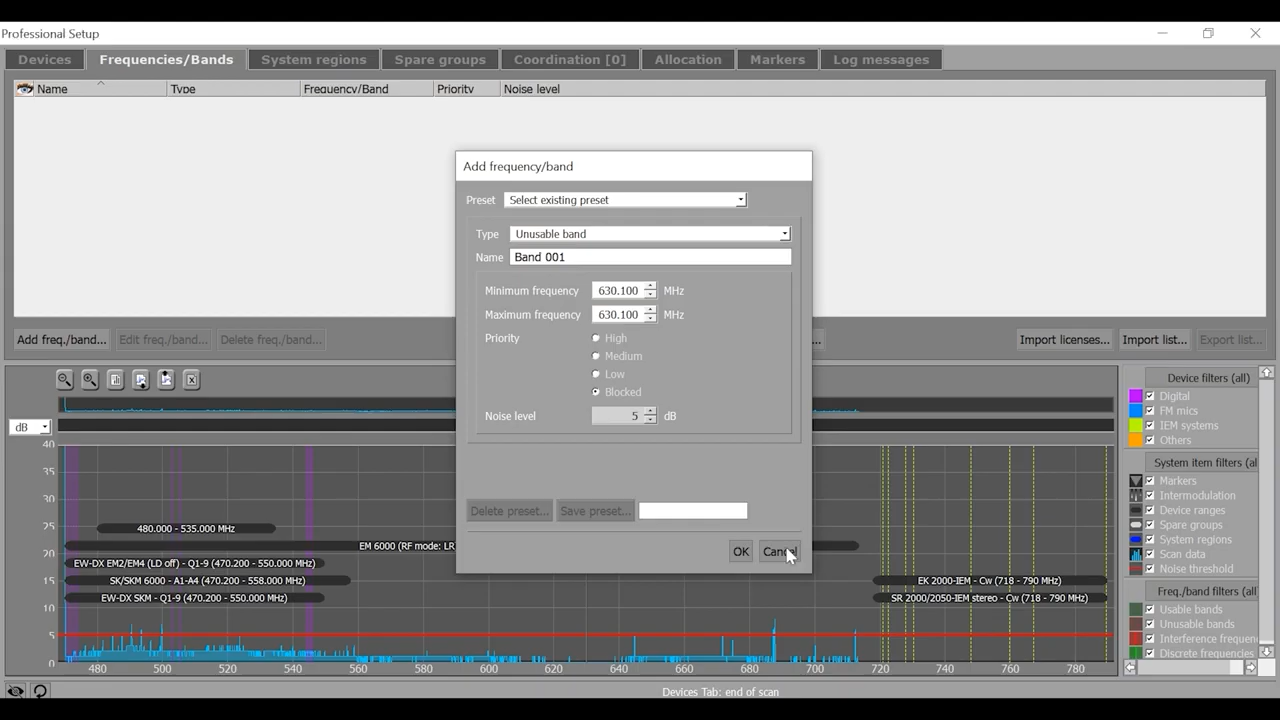 Professional Setup
Devices Frequencies/Bands System regions Spare groups Coordination [0] Allocation Markers Log messages
Name Type Frequency/Band Priority Noise level
Add frequency/band
Preset Select existing preset
Type Unusable band
Name Band 001
Minimum frequency 630.100 MHz
Maximum frequency 630.100 MHz
Priority High
Medium
Low
Blocked
Noise level 5 dB
Delete preset... Save preset...
OK Cancel
Add freq./band... Edit freq./band... Delete freq./band... ... Import licenses... Import list... Export list...
dB
40
35
30
25
20
15
10
5
0
480.000 - 535.000 MHz
EM 6000 (RF mode: LR
EW-DX EM2/EM4 (LD off) - Q1-9 (470.200 - 550.000 MHz)
SK/SKM 6000 - A1-A4 (470.200 - 558.000 MHz)
EW-DX SKM - Q1-9 (470.200 - 550.000 MHz)
EK 2000-IEM - Cw (718 - 790 MHz)
SR 2000/2050-IEM stereo - Cw (718 - 790 MHz)
480 500 520 540 560 580 600 620 640 660 680 700 720 740 760 780
Device filters (all)
Digital
FM mics
IEM systems
Others
System item filters (al
Markers
Intermodulation
Device ranges
Spare groups
System regions
Scan data
Noise threshold
Freq./band filters (all
Usable bands
Unusable bands
Interference frequen
Discrete frequencies
Devices Tab: end of scan